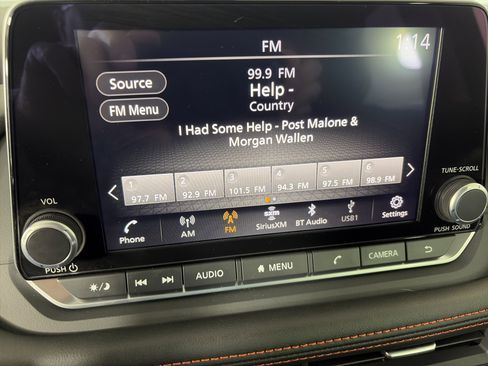 FM
1:14
Source
FM Menu
99.9 FM
Help -
Country
I Had Some Help - Post Malone &
Morgan Wallen
1 2 3 4 5 6
97.7 FM 92.9 FM 101.5 FM 94.3 FM 97.5 FM 98.9 FM
Phone AM FM SiriusXM BT Audio USB1 Settings
sxm
VOL
PUSH
TUNE-SCROLL
PUSH SOUND
AUDIO MENU CAMERA